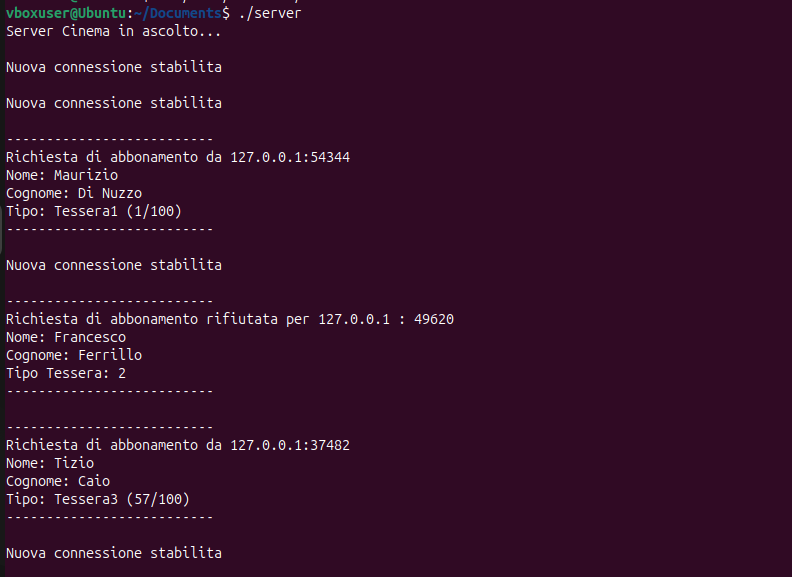 vboxuser@Ubuntu:~/Documents$ ./server
Server Cinema in ascolto...
Nuova connessione stabilita
Nuova connessione stabilita
--------------------------
Richiesta di abbonamento da 127.0.0.1:54344
Nome: Maurizio
Cognome: Di Nuzzo
Tipo: Tessera1 (1/100)
--------------------------
Nuova connessione stabilita
--------------------------
Richiesta di abbonamento rifiutata per 127.0.0.1 : 49620
Nome: Francesco
Cognome: Ferrillo
Tipo Tessera: 2
--------------------------
--------------------------
Richiesta di abbonamento da 127.0.0.1:37482
Nome: Tizio
Cognome: Caio
Tipo: Tessera3 (57/100)
--------------------------
Nuova connessione stabilita